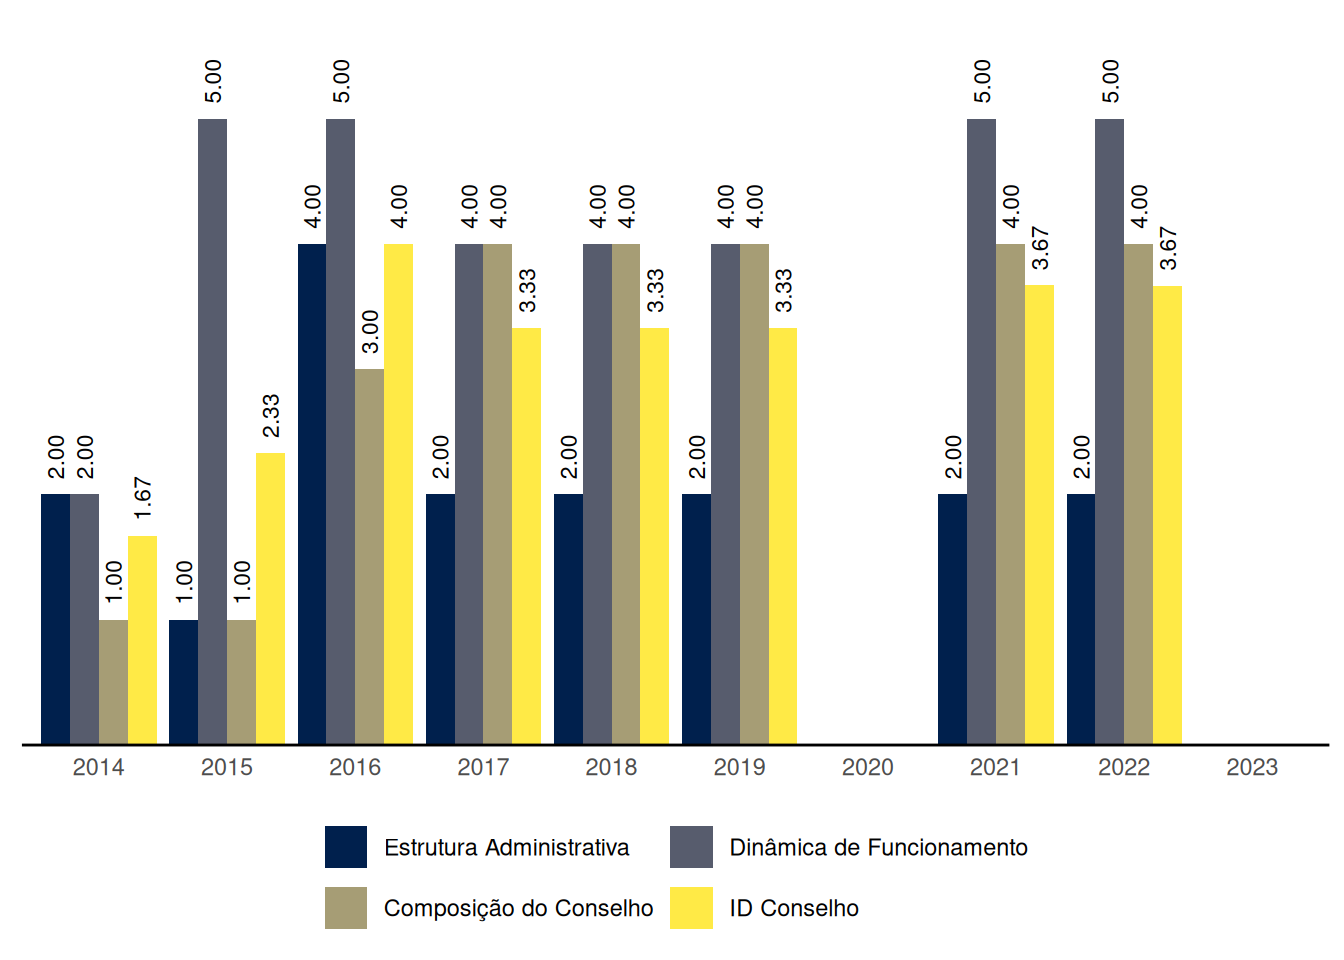 2.00 2.00 1.00 1.67 1.00 5.00 1.00 2.33 4.00 5.00 3.00 4.00 2.00 4.00 4.00 3.33 2.00 4.00 4.00 3.33 2.00 4.00 4.00 3.33 2.00 5.00 4.00 3.67 2.00 5.00 4.00 3.67
2014 2015 2016 2017 2018 2019 2020 2021 2022 2023
Estrutura Administrativa Dinâmica de Funcionamento
Composição do Conselho ID Conselho